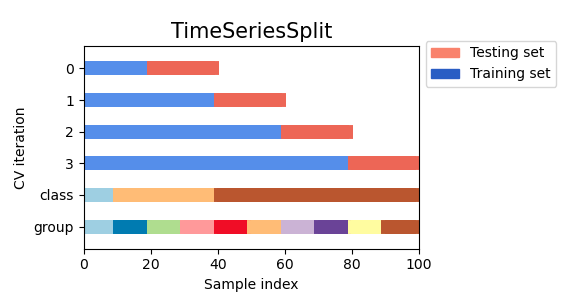 TimeSeriesSplit
Testing set
Training set
CV iteration
0
1
2
3
class
group
0 20 40 60 80 100
Sample index